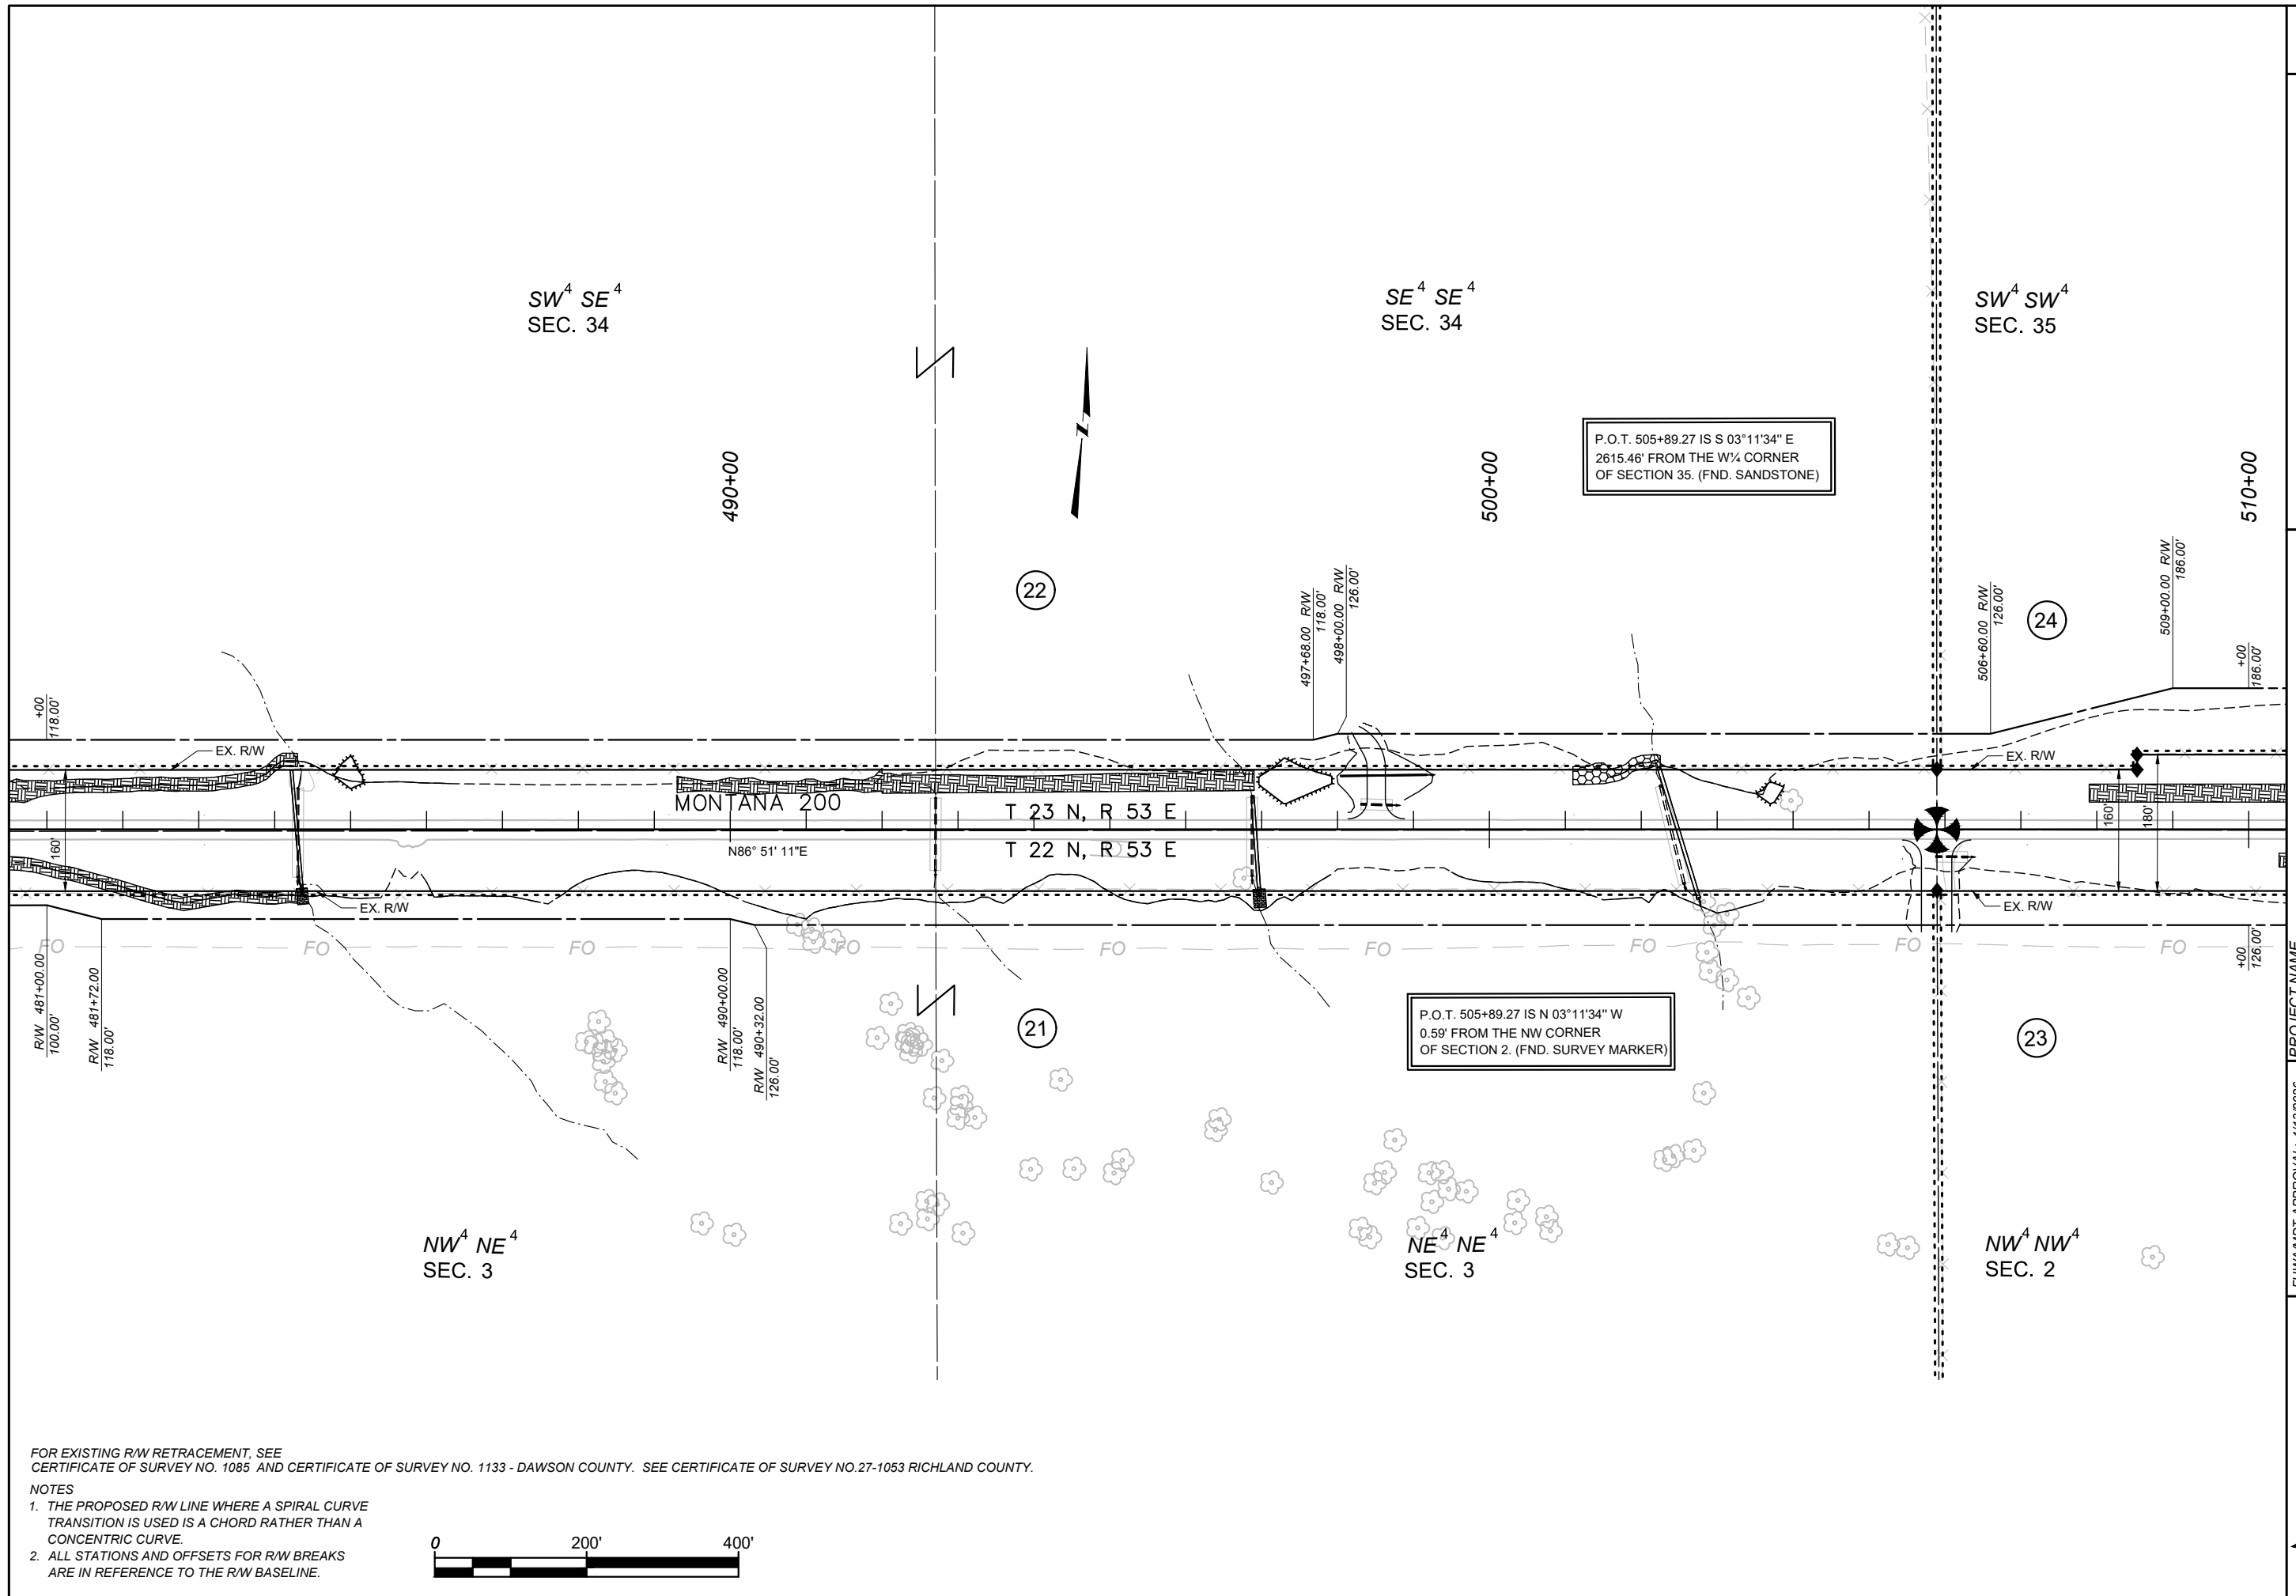 SW⁴ SE⁴
SEC. 34
SE⁴ SE⁴
SEC. 34
SW⁴ SW⁴
SEC. 35
P.O.T. 505+89.27 IS S 03°11'34" E
2615.46' FROM THE W¼ CORNER
OF SECTION 35. (FND. SANDSTONE)
490+00
500+00
510+00
N
22
24
+00
118.00'
497+68.00 R/W
118.00'
498+00.00 R/W
126.00'
506+60.00 R/W
126.00'
509+00.00 R/W
186.00'
+00
186.00'
EX. R/W
EX. R/W
MONTANA 200
T 23 N, R 53 E
160'
160'
180'
N86° 51' 11"E
T 22 N, R 53 E
EX. R/W
EX. R/W
FO FO FO FO FO FO FO FO FO
R/W 481+00.00
100.00'
R/W 481+72.00
118.00'
R/W 490+00.00
118.00'
R/W 490+32.00
126.00'
+00
126.00'
21
23
P.O.T. 505+89.27 IS N 03°11'34" W
0.59' FROM THE NW CORNER
OF SECTION 2. (FND. SURVEY MARKER)
NW⁴ NE⁴
SEC. 3
NE⁴ NE⁴
SEC. 3
NW⁴ NW⁴
SEC. 2
PROJECT NAME
FOR EXISTING R/W RETRACEMENT, SEE
CERTIFICATE OF SURVEY NO. 1085 AND CERTIFICATE OF SURVEY NO. 1133 - DAWSON COUNTY. SEE CERTIFICATE OF SURVEY NO.27-1053 RICHLAND COUNTY.
NOTES
1. THE PROPOSED R/W LINE WHERE A SPIRAL CURVE
TRANSITION IS USED IS A CHORD RATHER THAN A
CONCENTRIC CURVE.
2. ALL STATIONS AND OFFSETS FOR R/W BREAKS
ARE IN REFERENCE TO THE R/W BASELINE.
0 200' 400'